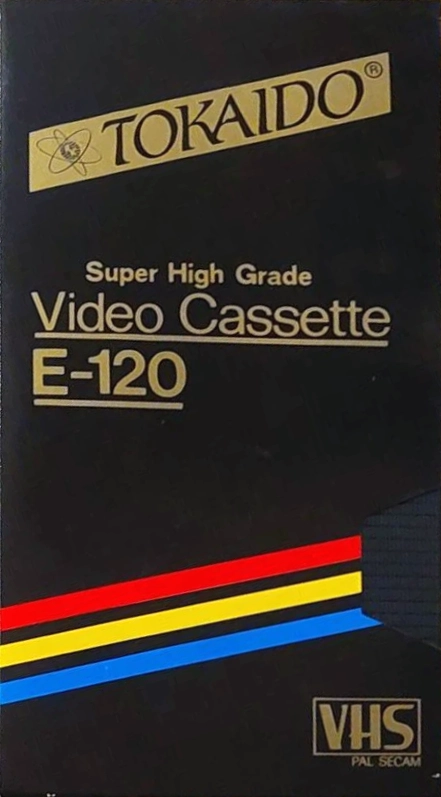 TOKAIDO®
Super High Grade
Video Cassette
E-120
VHS
PAL SECAM